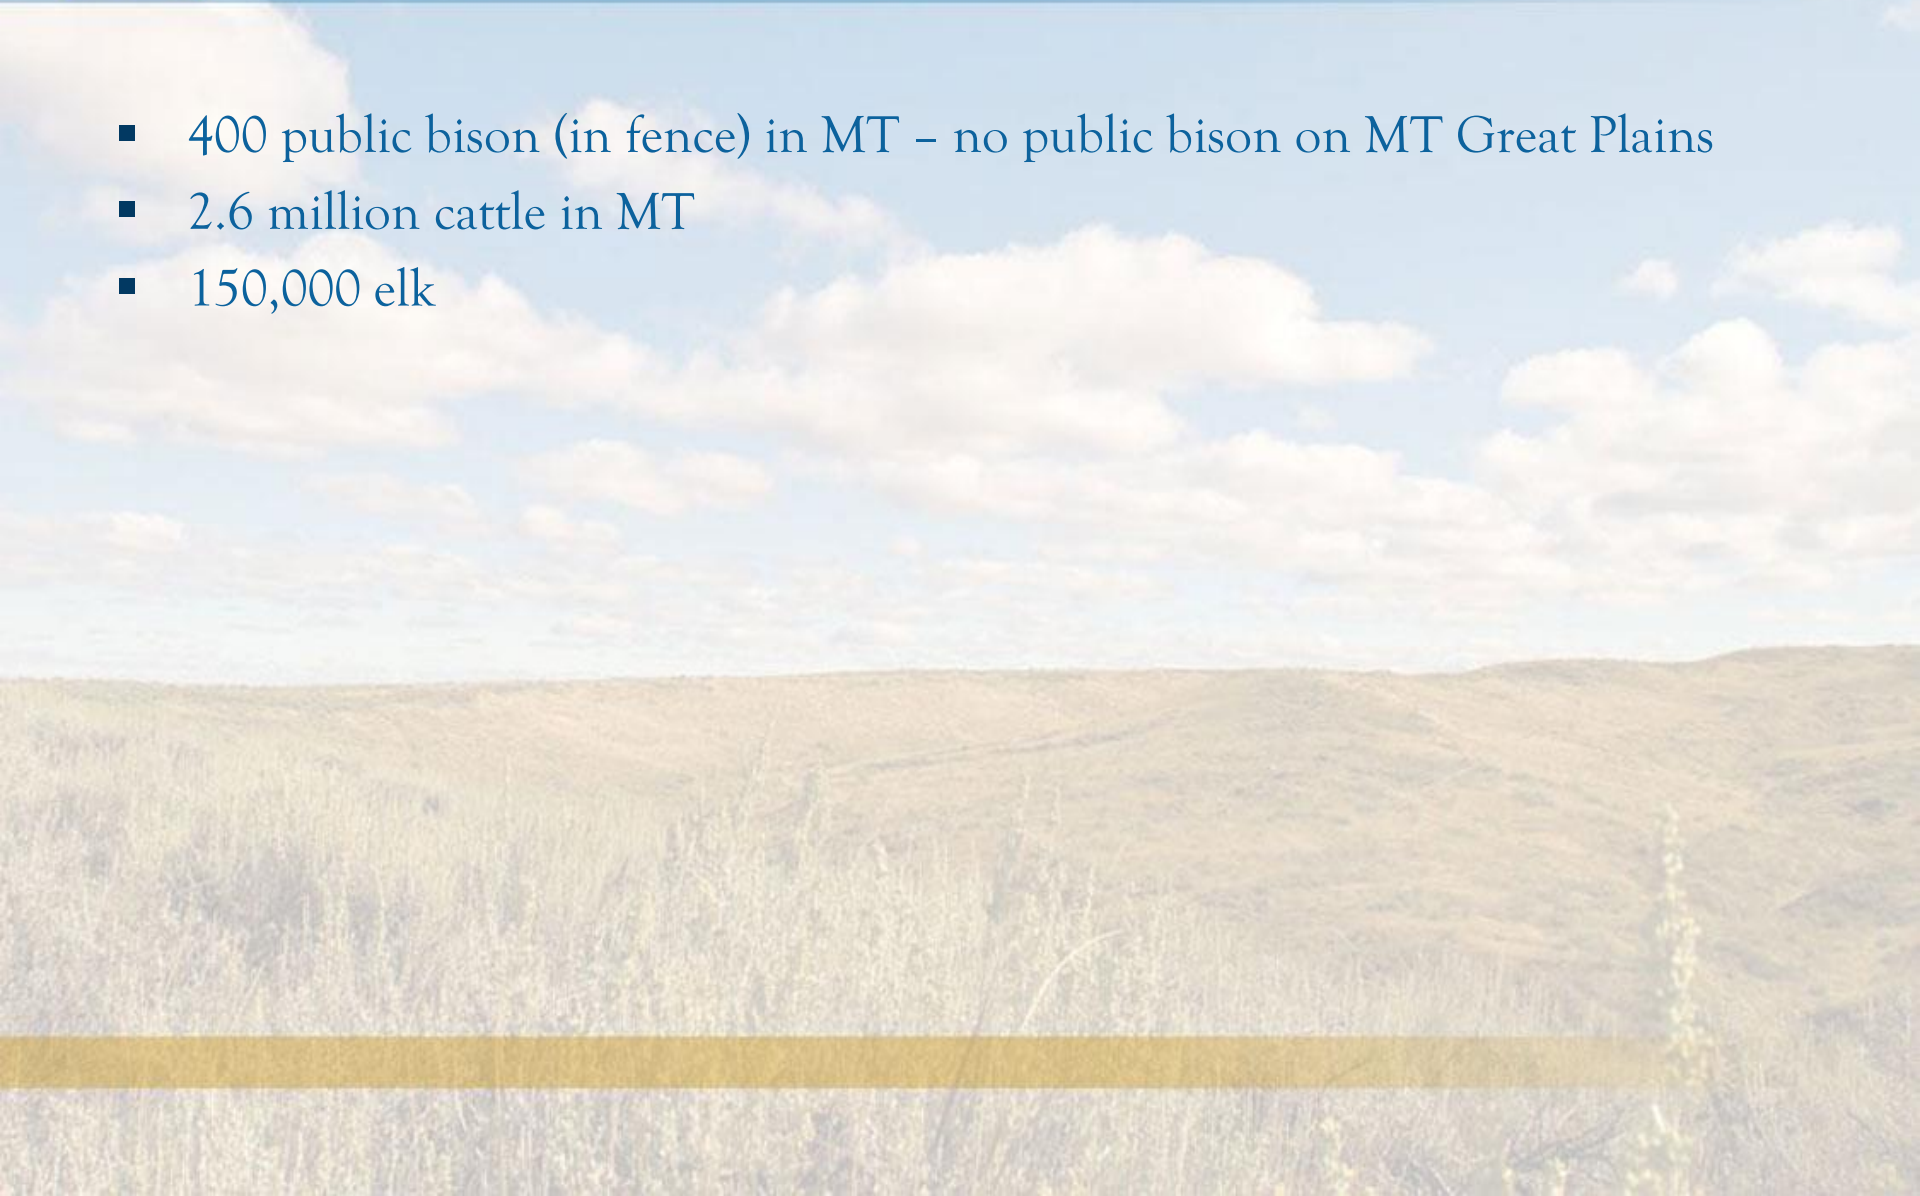 ▪ 400 public bison (in fence) in MT – no public bison on MT Great Plains
▪ 2.6 million cattle in MT
▪ 150,000 elk